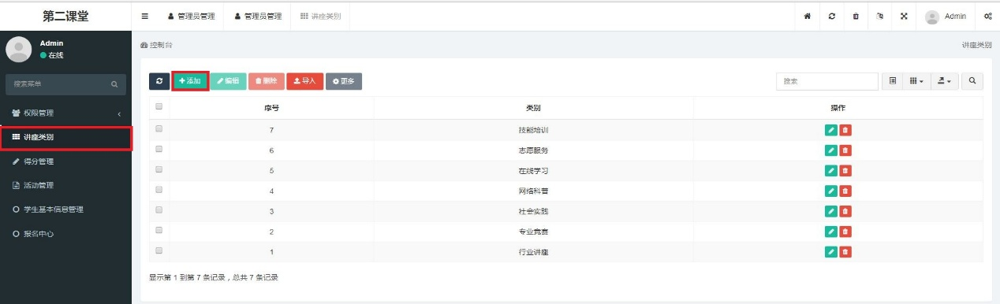 第二课堂
管理员管理
管理员管理
讲座类别
Admin
Admin
在线
控制台
讲座类别
搜索菜单
添加
编辑
删除
导入
更多
搜索
权限管理
讲座类别
得分管理
活动管理
学生基本信息管理
报名中心
序号 类别 操作
7 技能培训
6 志愿服务
5 在线学习
4 网络科普
3 社会实践
2 专业竞赛
1 行业讲座
显示第 1 到第 7 条记录，总共 7 条记录